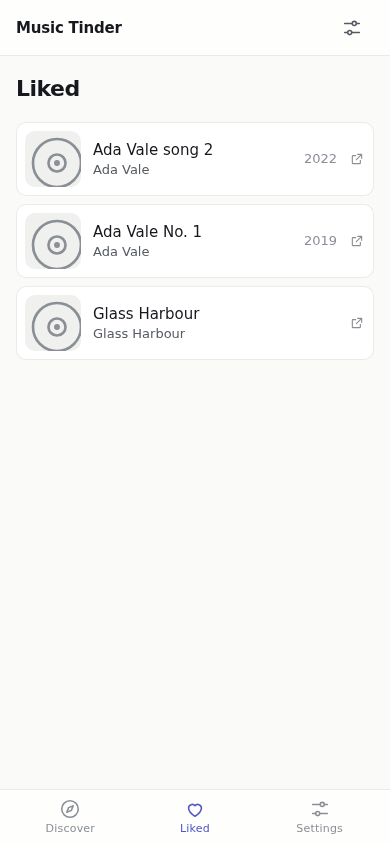 Music Tinder
Liked
Ada Vale song 2
Ada Vale
2022
Ada Vale No. 1
Ada Vale
2019
Glass Harbour
Glass Harbour
Discover
Liked
Settings